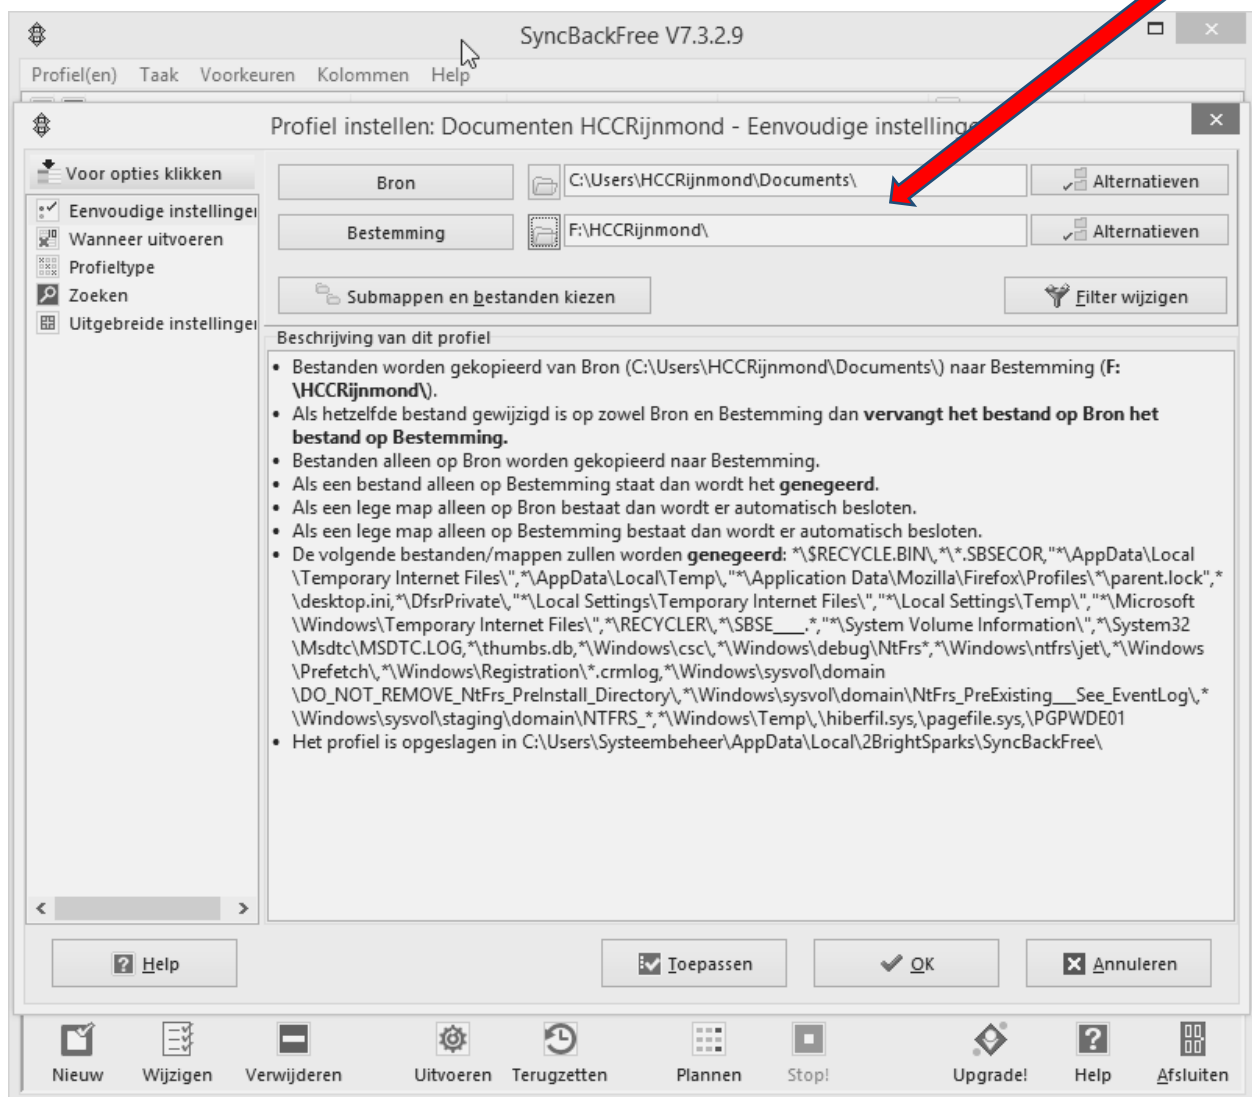 SyncBackFree V7.3.2.9
Profiel(en) Taak Voorkeuren Kolommen Help
Profiel instellen: Documenten HCCRijnmond - Eenvoudige
Voor opties klikken
Eenvoudige instellinger
Wanneer uitvoeren
Profieltype
Zoeken
Uitgebreide instellinger
Bron C:\Users\HCCRijnmond\Documents\ Alternatieven
Bestemming F:\HCCRijnmond\ Alternatieven
Submappen en bestanden kiezen Filter wijzigen
Beschrijving van dit profiel
• Bestanden worden gekopieerd van Bron (C:\Users\HCCRijnmond\Documents\) naar Bestemming (F:
\HCCRijnmond\).
• Als hetzelfde bestand gewijzigd is op zowel Bron en Bestemming dan vervangt het bestand op Bron het
bestand op Bestemming.
• Bestanden alleen op Bron worden gekopieerd naar Bestemming.
• Als een bestand alleen op Bestemming staat dan wordt het genegeerd.
• Als een lege map alleen op Bron bestaat dan wordt er automatisch besloten.
• Als een lege map alleen op Bestemming bestaat dan wordt er automatisch besloten.
• De volgende bestanden/mappen zullen worden genegeerd: *\$RECYCLE.BIN\,*\*.SBSECOR,"*\AppData\Local
\Temporary Internet Files\",*\AppData\Local\Temp\,"*\Application Data\Mozilla\Firefox\Profiles\*\parent.lock",*
\desktop.ini,*\DfsrPrivate\,"*\Local Settings\Temporary Internet Files\","*\Local Settings\Temp\","*\Microsoft
\Windows\Temporary Internet Files\",*\RECYCLER\,*\SBSE___.*,"*\System Volume Information\",*\System32
\Msdtc\MSDTC.LOG,*\thumbs.db,*\Windows\csc\,*\Windows\debug\NtFrs*,*\Windows\ntfrs\jet\,*\Windows
\Prefetch\,*\Windows\Registration\*.crmlog,*\Windows\sysvol\domain
\DO_NOT_REMOVE_NtFrs_PreInstall_Directory\,*\Windows\sysvol\domain\NtFrs_PreExisting___See_EventLog\,*
\Windows\sysvol\staging\domain\NTFRS_*,*\Windows\Temp\,\hiberfil.sys,\pagefile.sys,\PGPWDE01
• Het profiel is opgeslagen in C:\Users\Systeembeheer\AppData\Local\2BrightSparks\SyncBackFree\
Help Toepassen OK Annuleren
Nieuw Wijzigen Verwijderen Uitvoeren Terugzetten Plannen Stop! Upgrade! Help Afsluiten